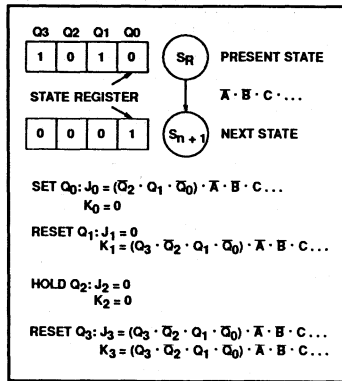 Q3 Q2 Q1 Q0
1 0 1 0
S_R
PRESENT STATE
STATE REGISTER
A̅ · B̅ · C · ...
0 0 0 1
S_{n + 1}
NEXT STATE
SET Q₀: J₀ = (Q̅₂ · Q₁ · Q̅₀) · A̅ · B̅ · C ...
K₀ = 0
RESET Q₁: J₁ = 0
K₁ = (Q₃ · Q̅₂ · Q₁ · Q̅₀) · A̅ · B̅ · C ...
HOLD Q₂: J₂ = 0
K₂ = 0
RESET Q₃: J₃ = (Q₃ · Q̅₂ · Q₁ · Q̅₀) · A̅ · B̅ · C ...
K₃ = (Q₃ · Q̅₂ · Q₁ · Q̅₀) · A̅ · B̅ · C ...